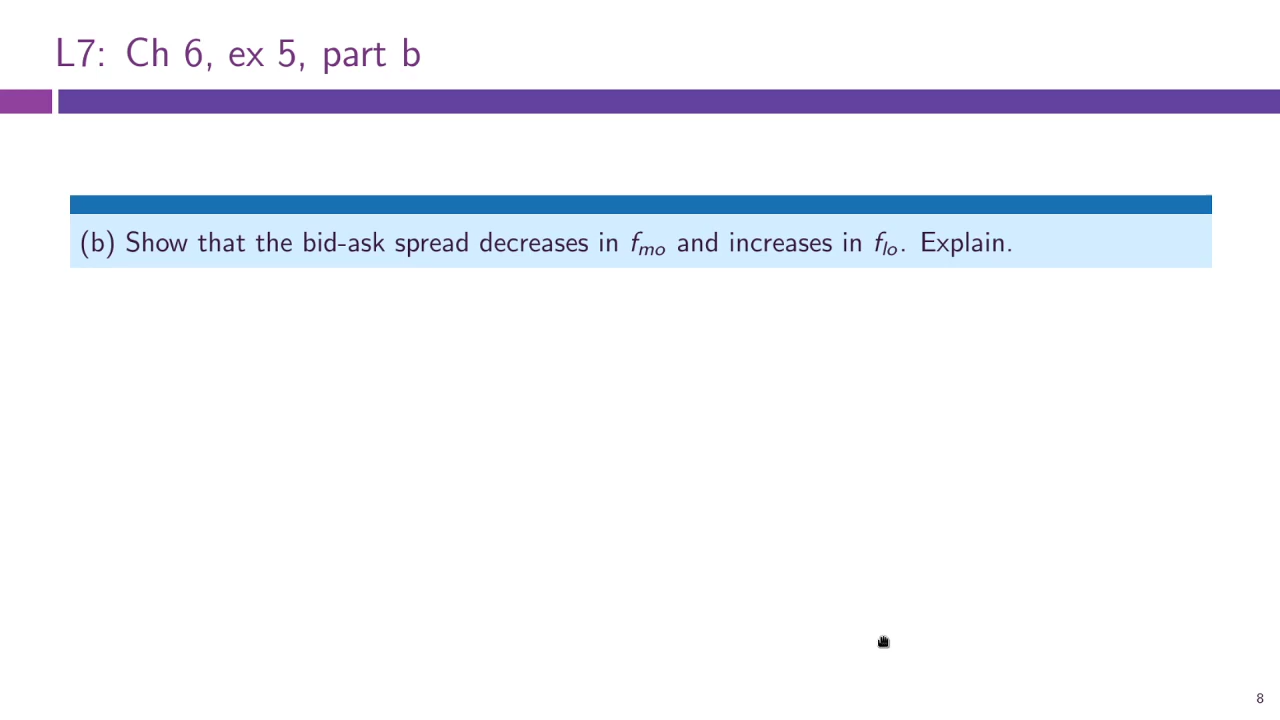 L7: Ch 6, ex 5, part b
(b) Show that the bid-ask spread decreases in f_mo and increases in f_lo. Explain.
8